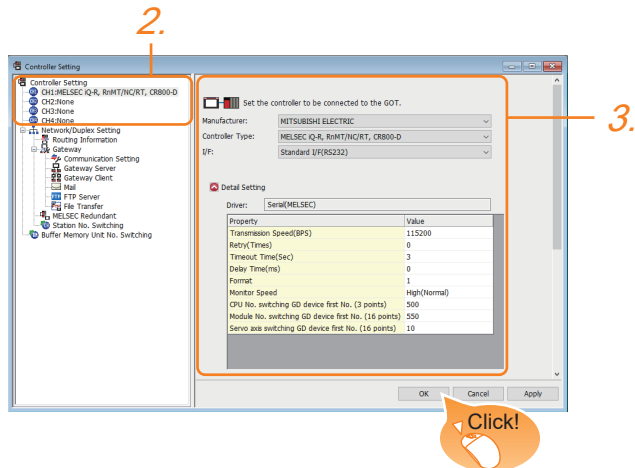 2.
Controller Setting
Controller Setting
CH1:MELSEC iQ-R, RnMT/NC/RT, CR800-D
CH2:None
CH3:None
CH4:None
Network/Duplex Setting
Routing Information
Gateway
Communication Setting
Gateway Server
Gateway Client
Mail
FTP Server
File Transfer
MELSEC Redundant
Station No. Switching
Buffer Memory Unit No. Switching
Set the controller to be connected to the GOT.
Manufacturer: MITSUBISHI ELECTRIC
Controller Type: MELSEC iQ-R, RnMT/NC/RT, CR800-D
I/F: Standard I/F(RS232)
3.
Detail Setting
Driver: Serial(MELSEC)
Property Value
Transmission Speed(BPS) 115200
Retry(Times) 0
Timeout Time(Sec) 3
Delay Time(ms) 0
Format 1
Monitor Speed High(Normal)
CPU No. switching GD device first No. (3 points) 500
Module No. switching GD device first No. (16 points) 550
Servo axis switching GD device first No. (16 points) 10
OK Cancel Apply
Click!